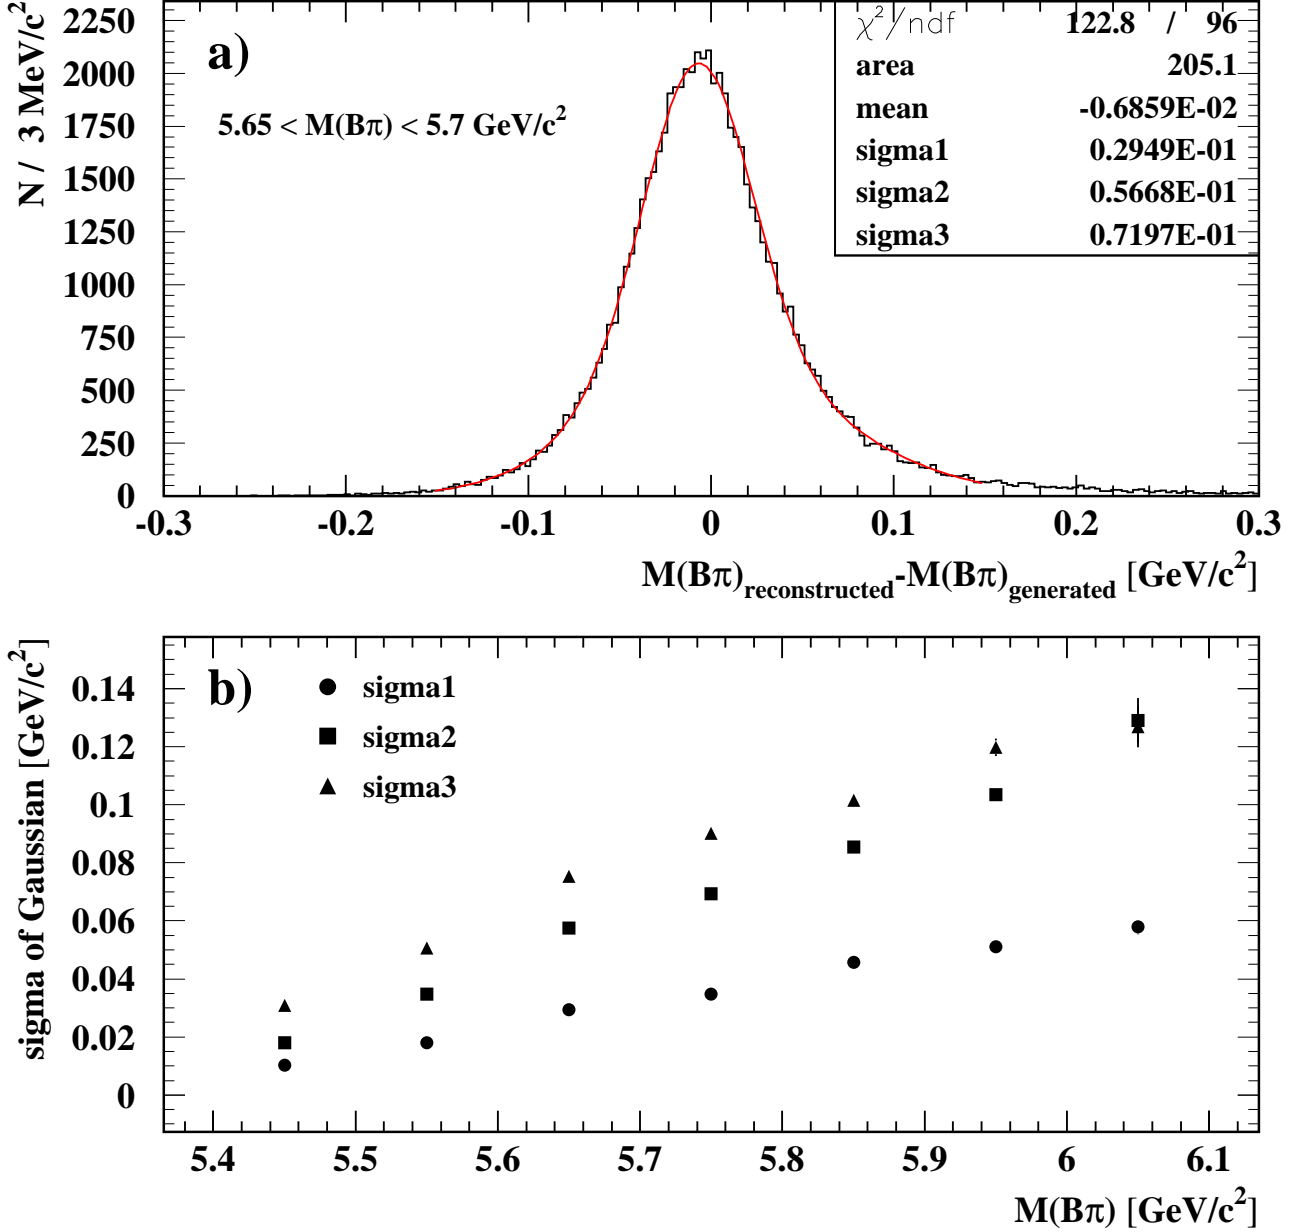 N / 3 MeV/c²
2250
2000
1750
1500
1250
1000
750
500
250
0
a)
5.65 < M(Bπ) < 5.7 GeV/c²
χ²/ndf 122.8 / 96
area 205.1
mean -0.6859E-02
sigma1 0.2949E-01
sigma2 0.5668E-01
sigma3 0.7197E-01
-0.3 -0.2 -0.1 0 0.1 0.2 0.3
M(Bπ)reconstructed-M(Bπ)generated [GeV/c²]
sigma of Gaussian [GeV/c²]
0.14
0.12
0.1
0.08
0.06
0.04
0.02
0
b)
sigma1
sigma2
sigma3
5.4 5.5 5.6 5.7 5.8 5.9 6 6.1
M(Bπ) [GeV/c²]